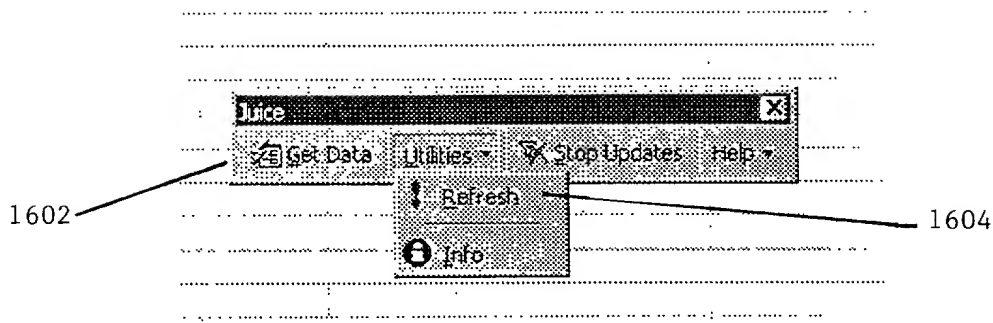 Juice
Get Data Utilities Stop Updates Help
Refresh
1602
1604
Info